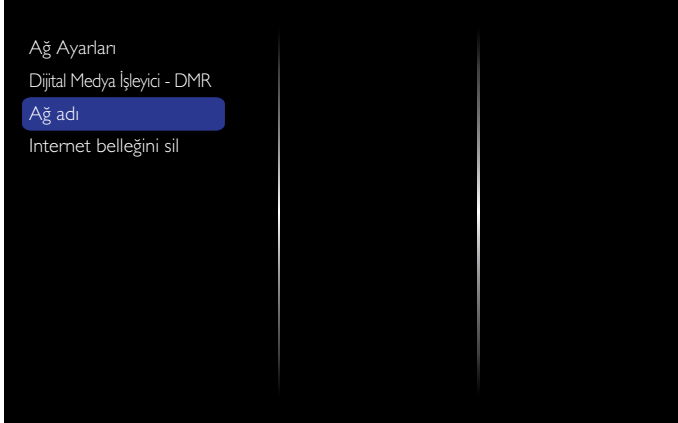 Ağ Ayarları
Dijital Medya İşleyici - DMR
Ağ adı
Internet belleğini sil